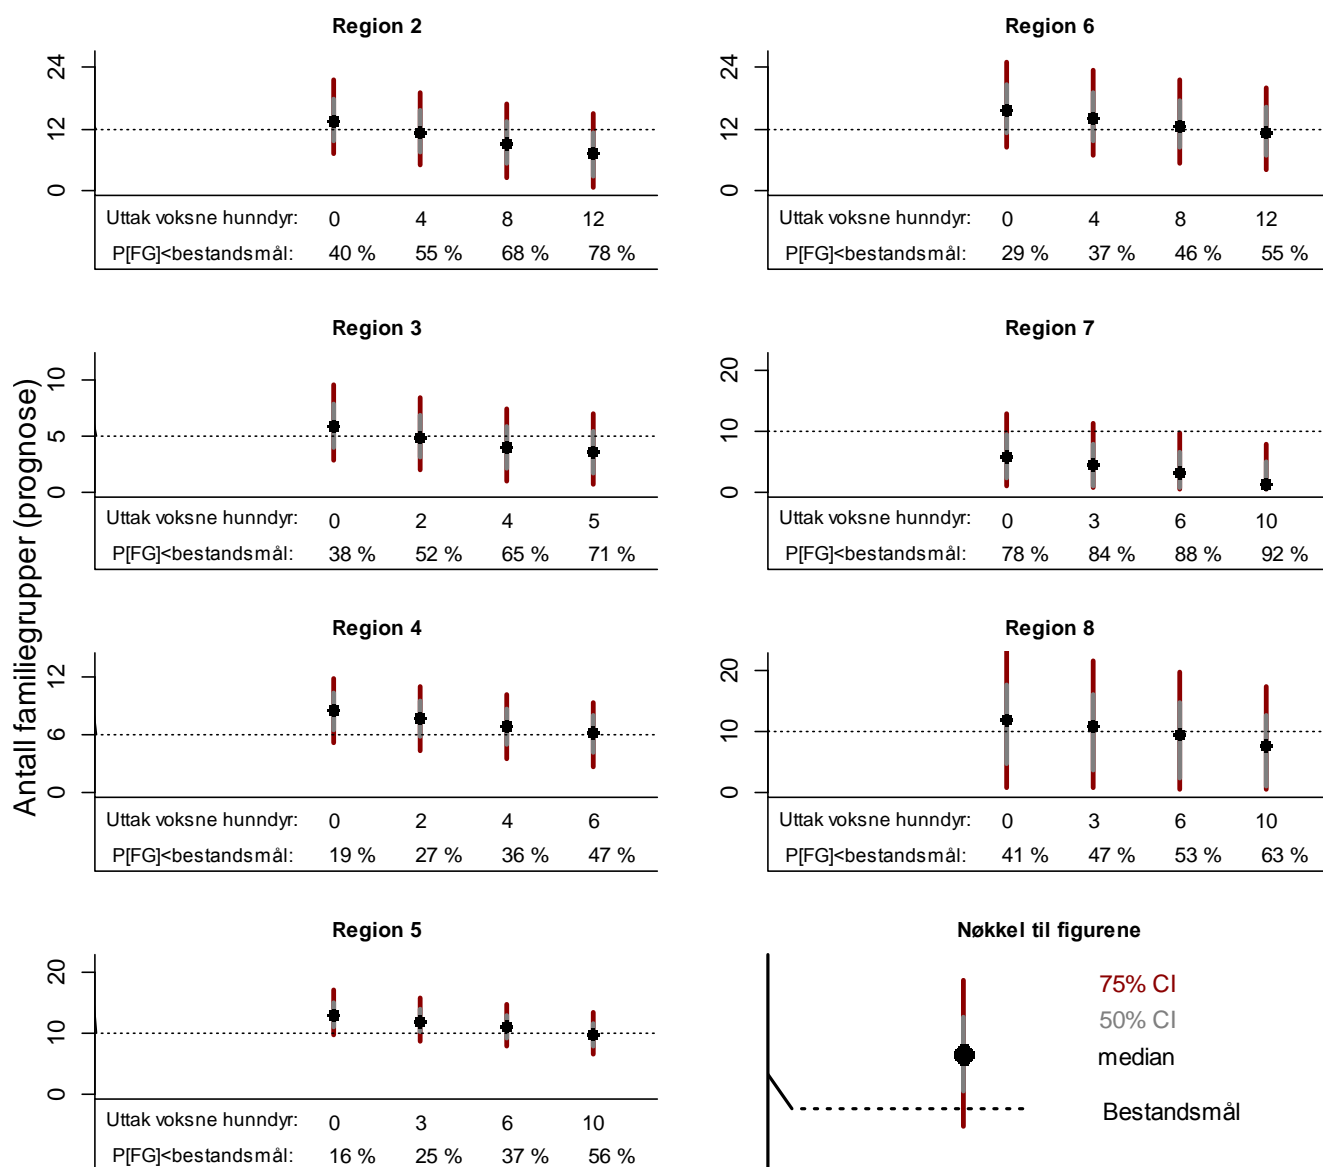 Antall familiegrupper (prognose)
Region 2
24
12
0
Uttak voksne hunndyr: 0 4 8 12
P[FG]<bestandsmål: 40 % 55 % 68 % 78 %
Region 3
10
5
0
Uttak voksne hunndyr: 0 2 4 5
P[FG]<bestandsmål: 38 % 52 % 65 % 71 %
Region 4
12
6
0
Uttak voksne hunndyr: 0 2 4 6
P[FG]<bestandsmål: 19 % 27 % 36 % 47 %
Region 5
20
10
0
Uttak voksne hunndyr: 0 3 6 10
P[FG]<bestandsmål: 16 % 25 % 37 % 56 %
Region 6
24
12
0
Uttak voksne hunndyr: 0 4 8 12
P[FG]<bestandsmål: 29 % 37 % 46 % 55 %
Region 7
20
10
0
Uttak voksne hunndyr: 0 3 6 10
P[FG]<bestandsmål: 78 % 84 % 88 % 92 %
Region 8
20
10
0
Uttak voksne hunndyr: 0 3 6 10
P[FG]<bestandsmål: 41 % 47 % 53 % 63 %
Nøkkel til figurene
75% CI
50% CI
median
Bestandsmål